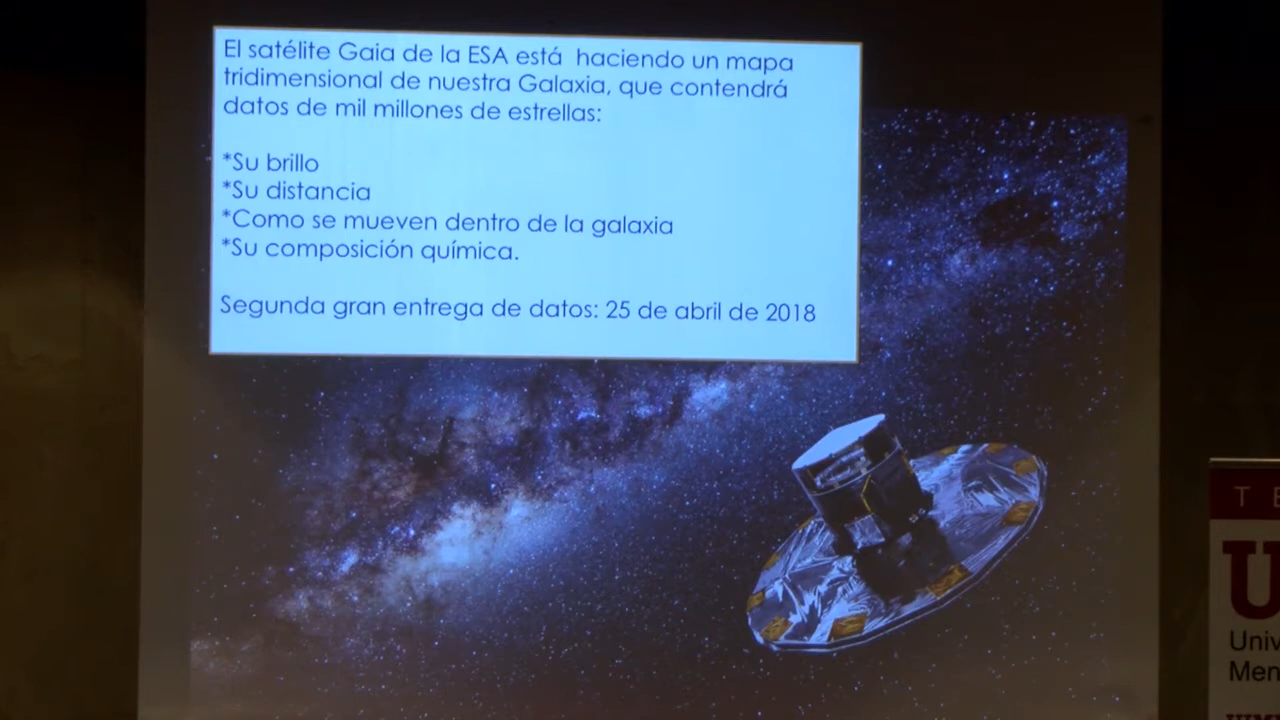 El satélite Gaia de la ESA está haciendo un mapa
tridimensional de nuestra Galaxia, que contendrá
datos de mil millones de estrellas:
*Su brillo
*Su distancia
*Como se mueven dentro de la galaxia
*Su composición química.
Segunda gran entrega de datos: 25 de abril de 2018
T
U
Univ
Men